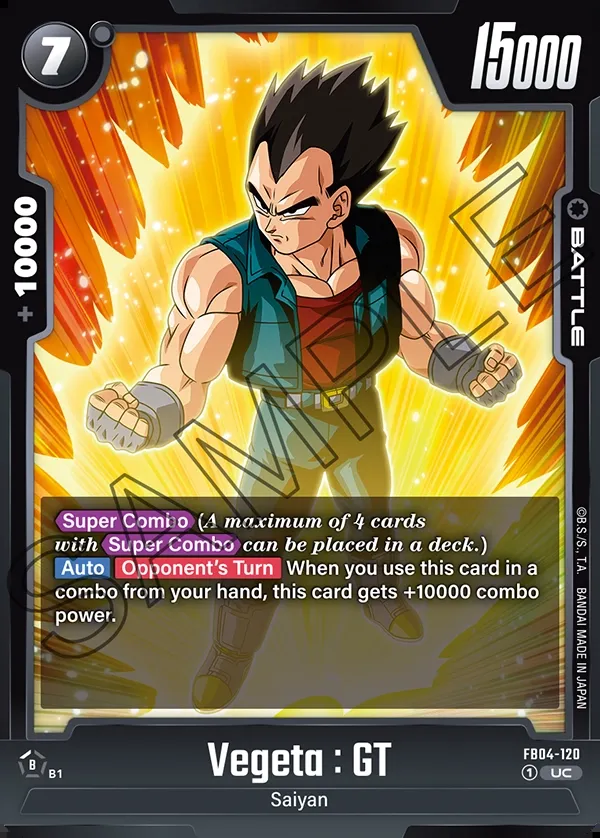 7
15000
+ 10000
BATTLE
SAMPLE
Super Combo (A maximum of 4 cards
with Super Combo can be placed in a deck.)
Auto Opponent's Turn When you use this card in a
combo from your hand, this card gets +10000 combo
power.
©B.S./S., T.A. BANDAI MADE IN JAPAN
B B1
Vegeta : GT
FB04-120
1 UC
Saiyan